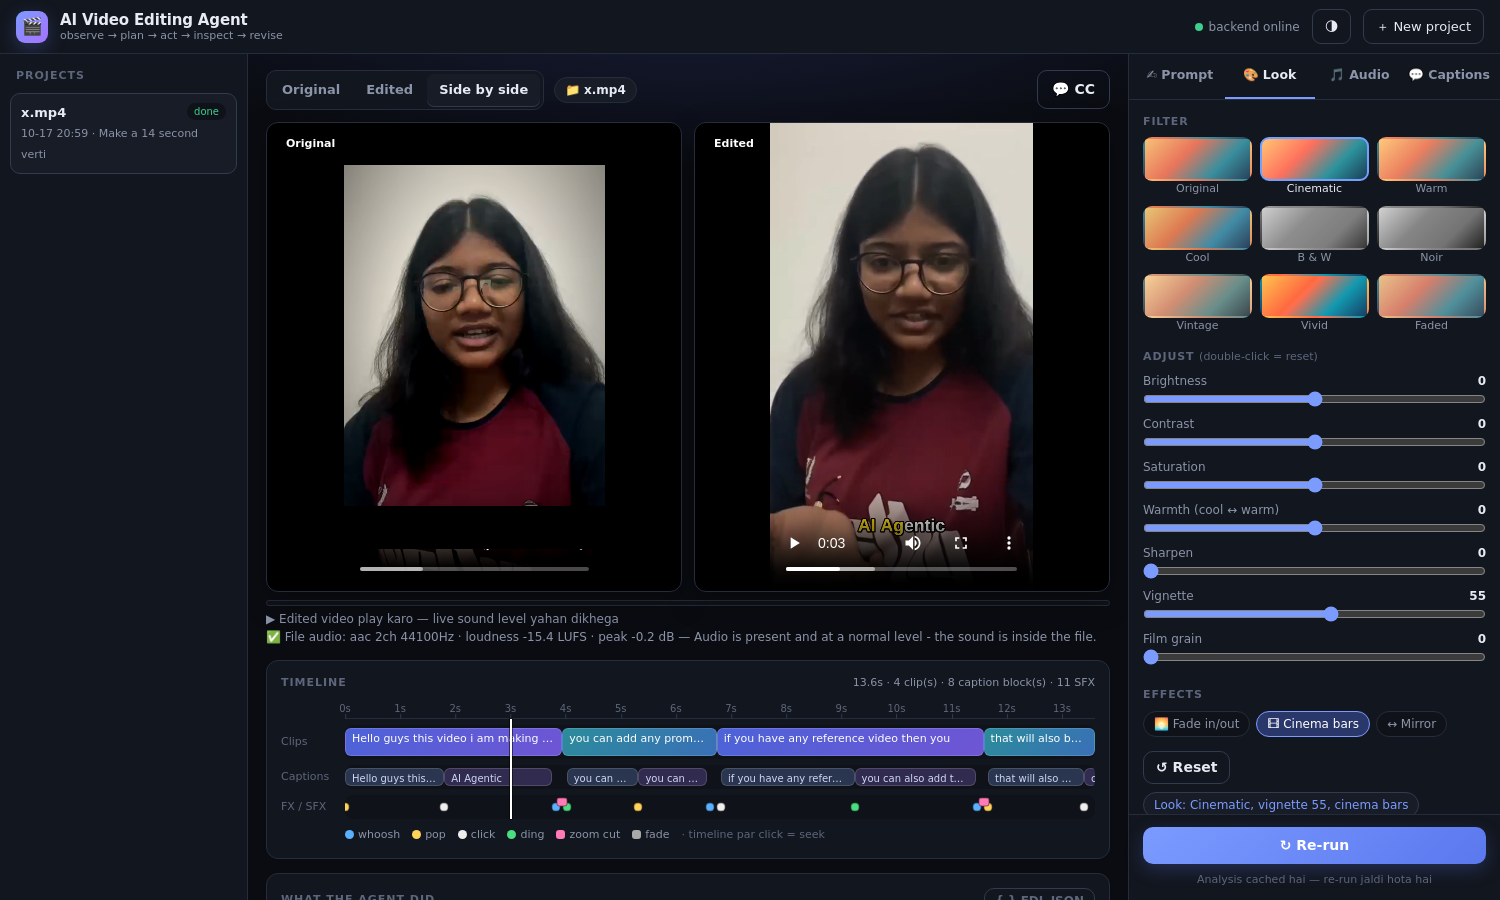 AI Video Editing Agent
observe → plan → act → inspect → revise
backend online
+ New project
PROJECTS
x.mp4
done
10-17 20:59 · Make a 14 second
verti
Original
Edited
Side by side
📁 x.mp4
💬 CC
Original
Edited
AI Agentic
0:03
▶ Edited video play karo — live sound level yahan dikhega
✅ File audio: aac 2ch 44100Hz · loudness -15.4 LUFS · peak -0.2 dB — Audio is present and at a normal level - the sound is inside the file.
TIMELINE
13.6s · 4 clip(s) · 8 caption block(s) · 11 SFX
0s 1s 2s 3s 4s 5s 6s 7s 8s 9s 10s 11s 12s 13s
Clips
Hello guys this video i am making ...
you can add any prom...
if you have any reference video then you
that will also b...
Captions
Hello guys this...
AI Agentic
you can ...
you can ...
if you have any refer...
you can also add t...
that will also ...
FX / SFX
whoosh
pop
click
ding
zoom cut
fade
· timeline par click = seek
WHAT THE AGENT DID
{ } EDL JSON
✍ Prompt
🎨 Look
🎵 Audio
💬 Captions
FILTER
Original
Cinematic
Warm
Cool
B & W
Noir
Vintage
Vivid
Faded
ADJUST (double-click = reset)
Brightness 0
Contrast 0
Saturation 0
Warmth (cool ↔ warm) 0
Sharpen 0
Vignette 55
Film grain 0
EFFECTS
🌅 Fade in/out
🎞 Cinema bars
↔ Mirror
↺ Reset
Look: Cinematic, vignette 55, cinema bars
↻ Re-run
Analysis cached hai — re-run jaldi hota hai